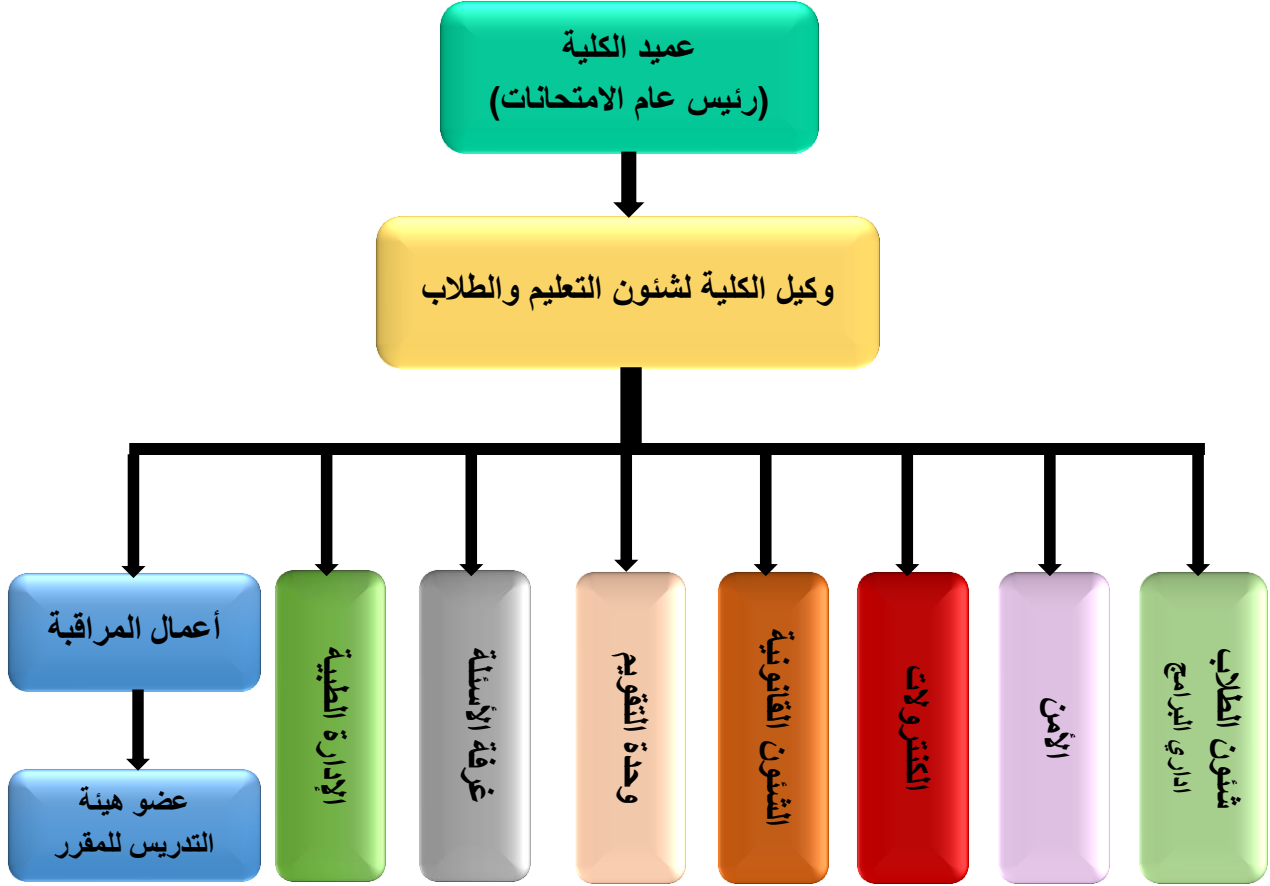 عميد الكلية
(رئيس عام الامتحانات)
وكيل الكلية لشئون التعليم والطلاب
شئون الطلاب
اداري البرامج
الأمن
الكنترولات
الشئون القانونية
وحدة التقويم
غرفة الأسئلة
الإدارة الطبية
أعمال المراقبة
عضو هيئة
التدريس للمقرر